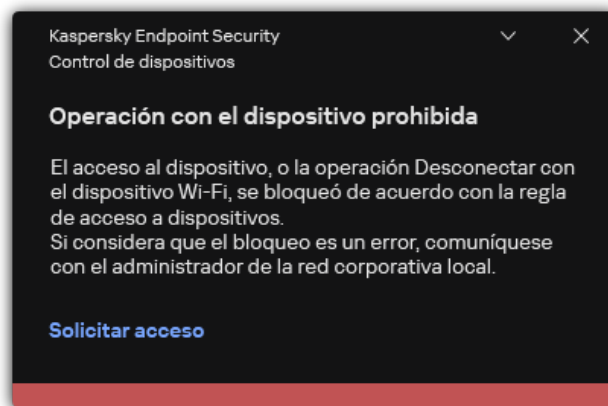 Kaspersky Endpoint Security
Control de dispositivos
Operación con el dispositivo prohibida
El acceso al dispositivo, o la operación Desconectar con
el dispositivo Wi-Fi, se bloqueó de acuerdo con la regla
de acceso a dispositivos.
Si considera que el bloqueo es un error, comuníquese
con el administrador de la red corporativa local.
Solicitar acceso